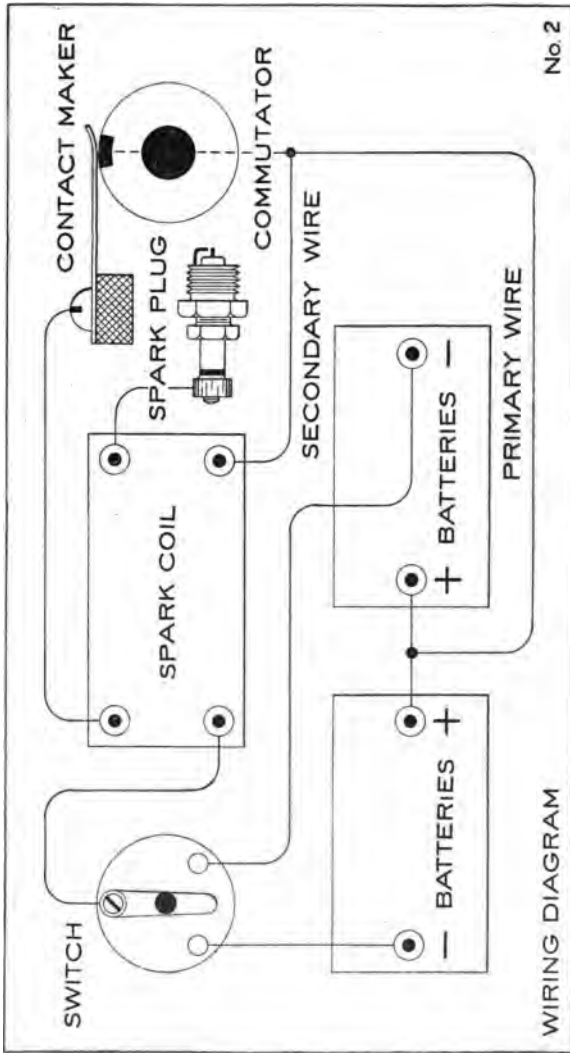 SWITCH
SPARK COIL
SPARK PLUG
CONTACT MAKER
COMMUTATOR
SECONDARY WIRE
− BATTERIES +
+ BATTERIES −
PRIMARY WIRE
WIRING DIAGRAM
No. 2